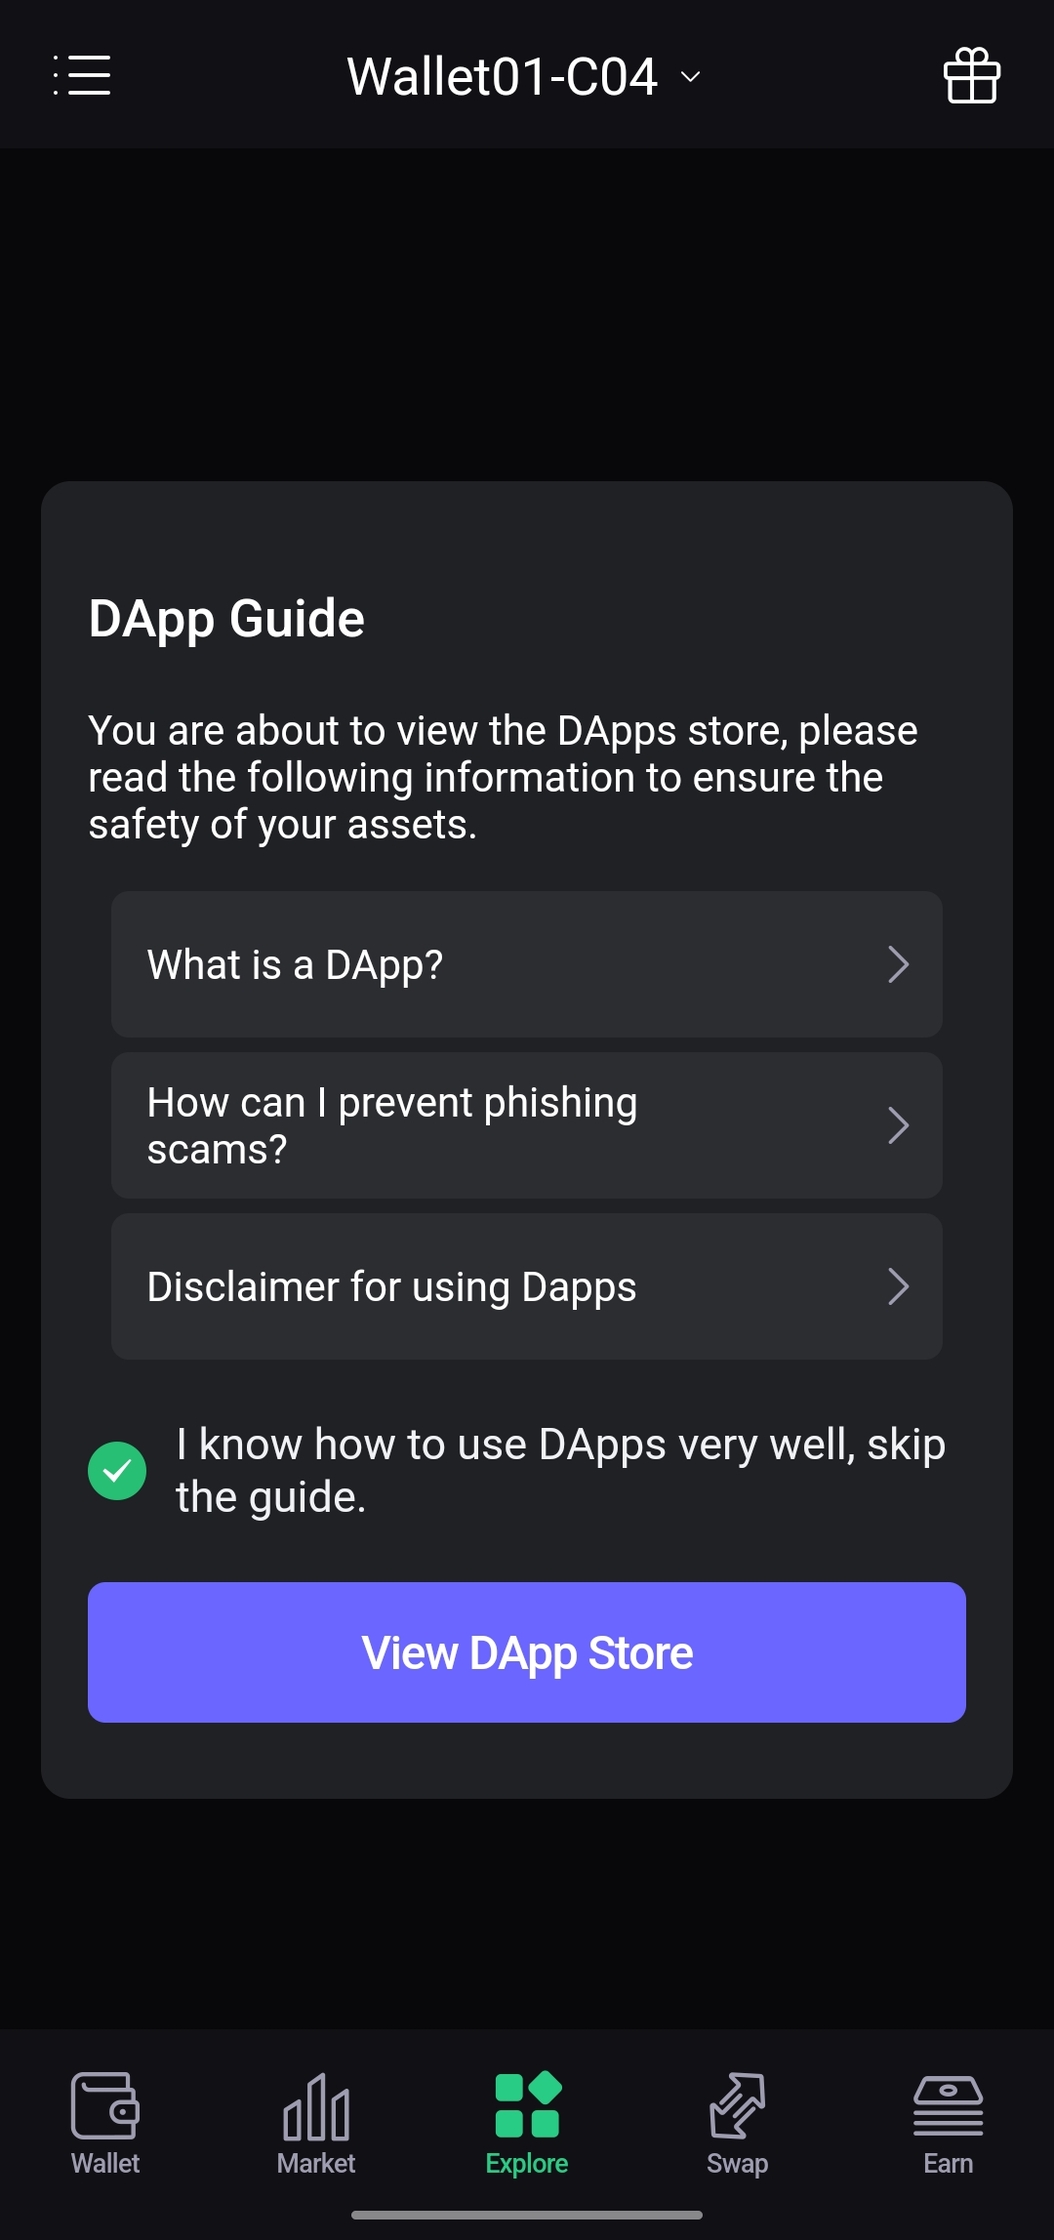 Wallet01-C04
DApp Guide
You are about to view the DApps store, please
read the following information to ensure the
safety of your assets.
What is a DApp?
How can I prevent phishing
scams?
Disclaimer for using Dapps
I know how to use DApps very well, skip
the guide.
View DApp Store
Wallet
Market
Explore
Swap
Earn